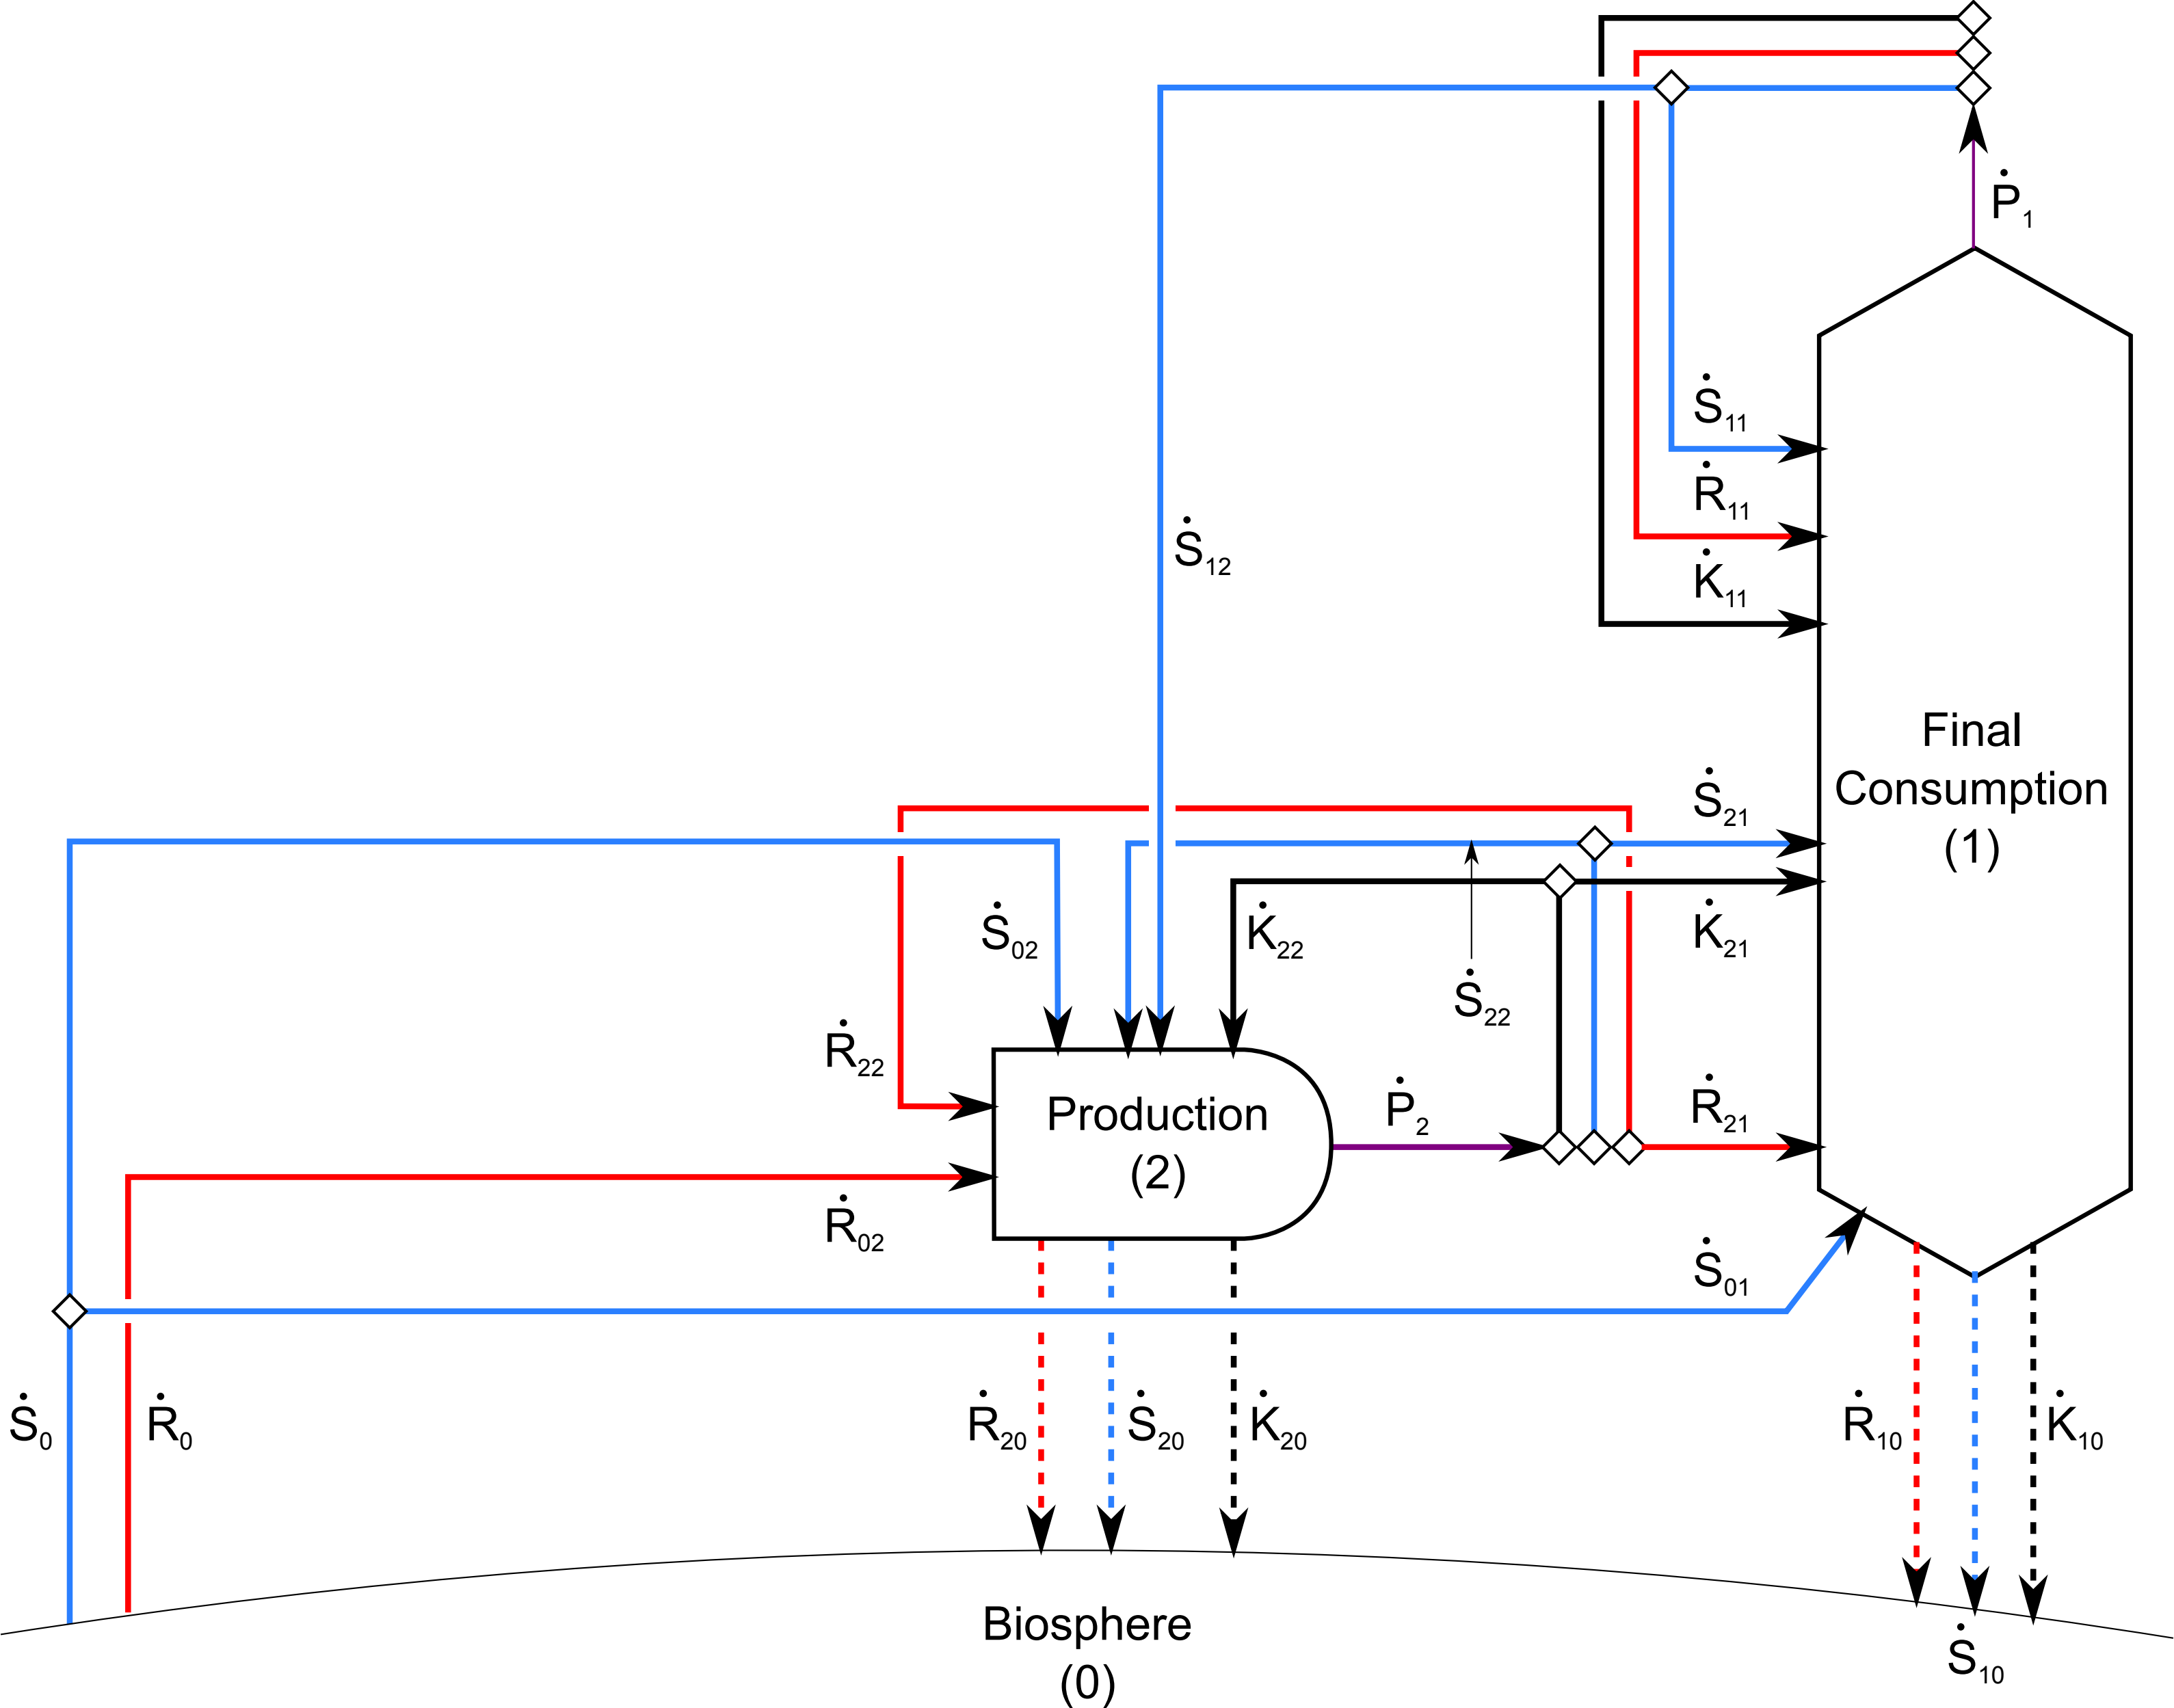 Ṗ₁
Ṡ₁₁
Ṙ₁₁
Ṡ₁₂
K̇₁₁
Final
Consumption
(1)
Ṡ₂₁
Ṡ₀₂
K̇₂₂
K̇₂₁
Ṡ₂₂
Ṙ₂₂
Production
(2)
Ṗ₂
Ṙ₂₁
Ṙ₀₂
Ṡ₀₁
Ṡ₀
Ṙ₀
Ṙ₂₀
Ṡ₂₀
K̇₂₀
Ṙ₁₀
K̇₁₀
Biosphere
(0)
Ṡ₁₀